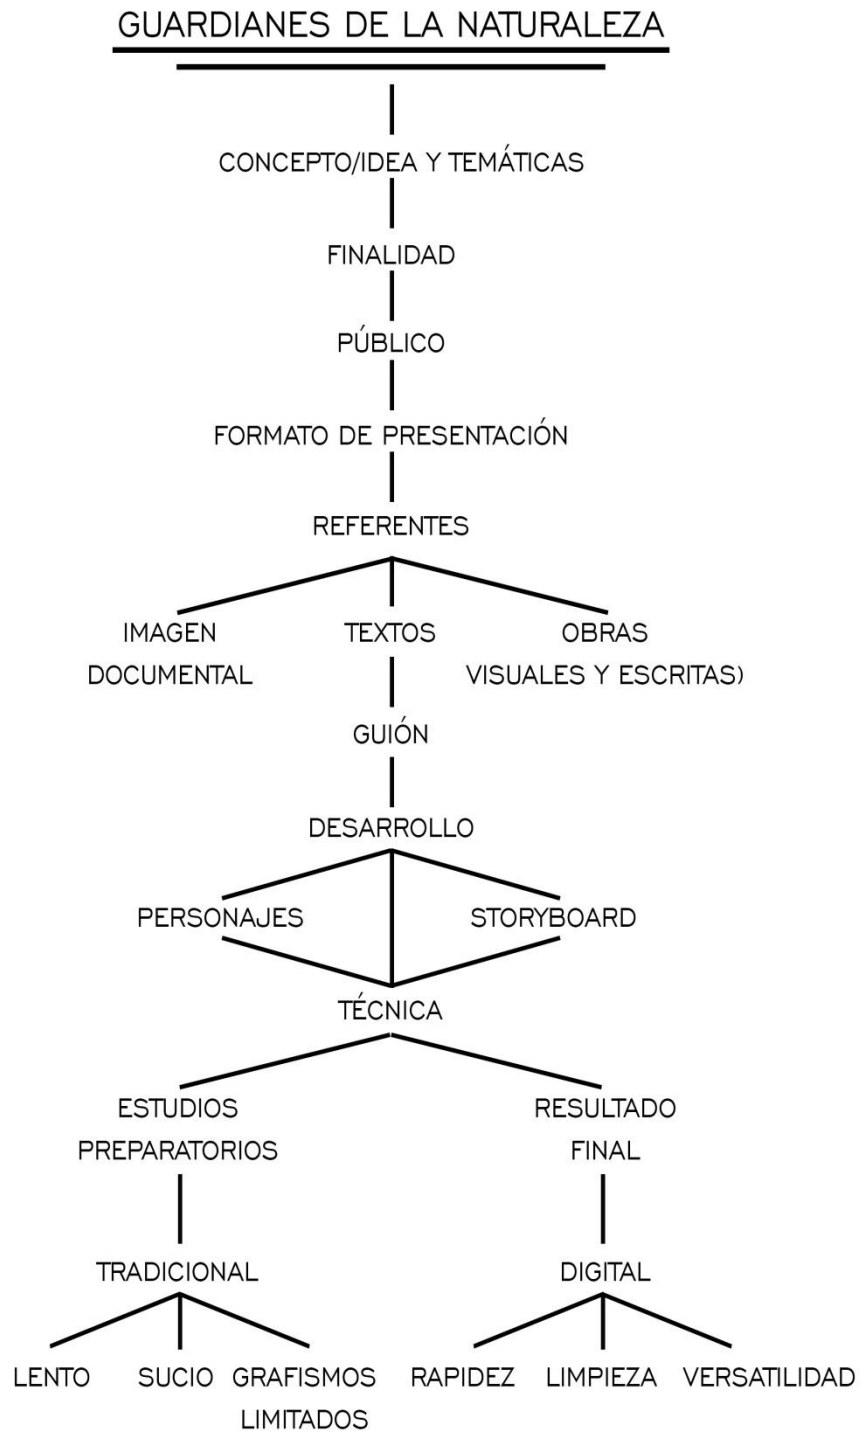 GUARDIANES DE LA NATURALEZA
CONCEPTO/IDEA Y TEMÁTICAS
FINALIDAD
PÚBLICO
FORMATO DE PRESENTACIÓN
REFERENTES
IMAGEN
DOCUMENTAL
TEXTOS
OBRAS
VISUALES Y ESCRITAS)
GUIÓN
DESARROLLO
PERSONAJES
STORYBOARD
TÉCNICA
ESTUDIOS
PREPARATORIOS
RESULTADO
FINAL
TRADICIONAL
DIGITAL
LENTO
SUCIO
GRAFISMOS
LIMITADOS
RAPIDEZ
LIMPIEZA
VERSATILIDAD